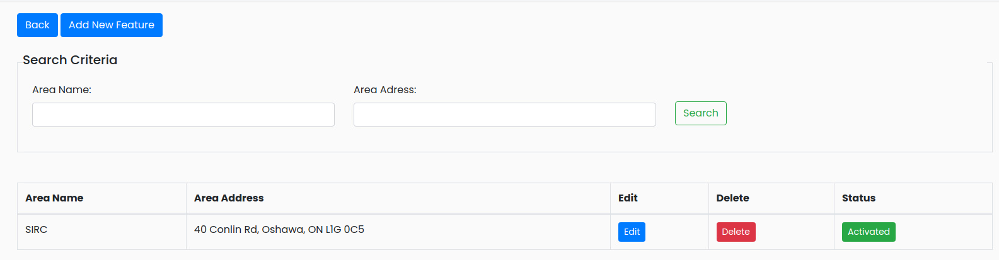 Back Add New Feature
Search Criteria
Area Name: Area Adress:
Search
Area Name Area Address Edit Delete Status
SIRC 40 Conlin Rd, Oshawa, ON L1G 0C5 Edit Delete Activated